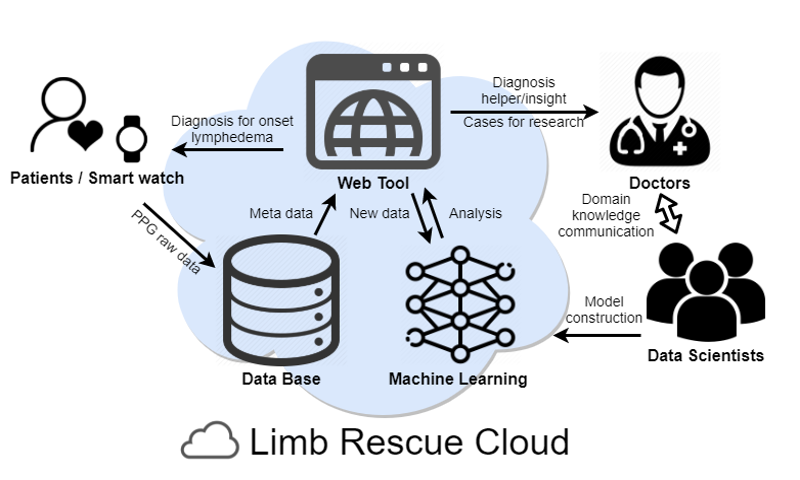 Diagnosis
helper/insight
Cases for research
Diagnosis for onset
lymphedema
Patients / Smart watch
Web Tool
Doctors
PPG raw data
Meta data
New data
Analysis
Domain
knowledge
communication
Model
construction
Data Scientists
Data Base
Machine Learning
Limb Rescue Cloud